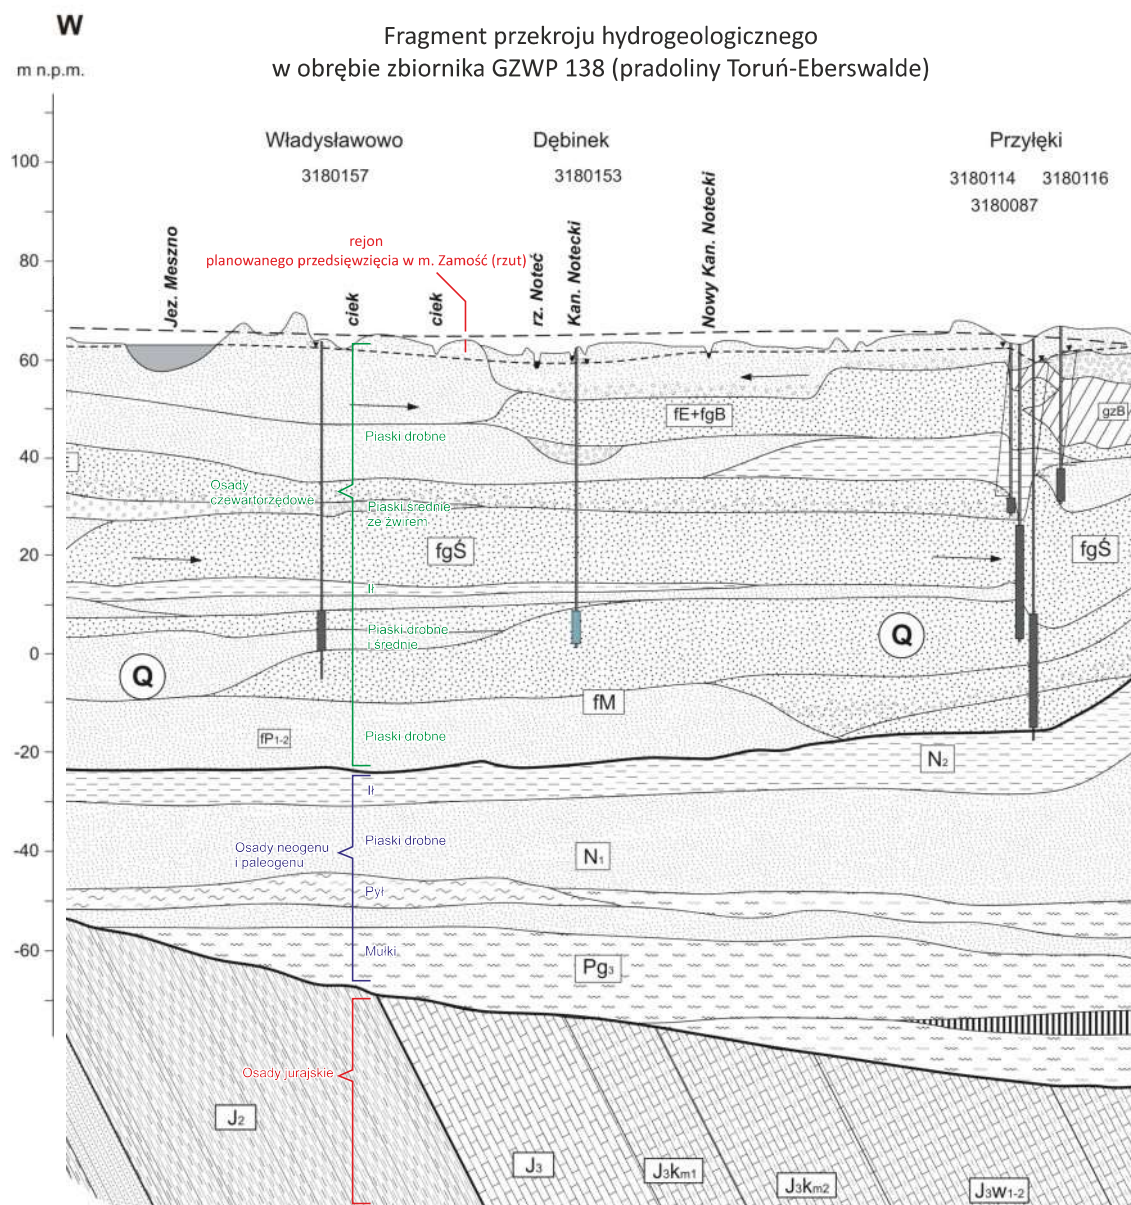 W
Fragment przekroju hydrogeologicznego
w obrębie zbiornika GZWP 138 (pradoliny Toruń-Eberswalde)
m n.p.m.
Władysławowo
3180157
Dębinek
3180153
Przyłęki
3180114
3180116
3180087
100
80
60
40
20
0
-20
-40
-60
Jez. Meszno
ciek
ciek
rz. Noteć
Kan. Notecki
Nowy Kan. Notecki
rejon
planowanego przedsięwzięcia w m. Zamość (rzut)
fE+fgB
gzB
Piaski drobne
Osady
czewartorzędowe
Piaski średnie
ze żwirem
fgŚ
fgŚ
Ił
Piaski drobne
i średnie
Q
Q
fM
fP1-2
Piaski drobne
N2
Ił
Osady neogenu
i paleogenu
Piaski drobne
N1
Pył
Mułki
Pg3
Osady jurajskie
J2
J3
J3km1
J3km2
J3w1-2